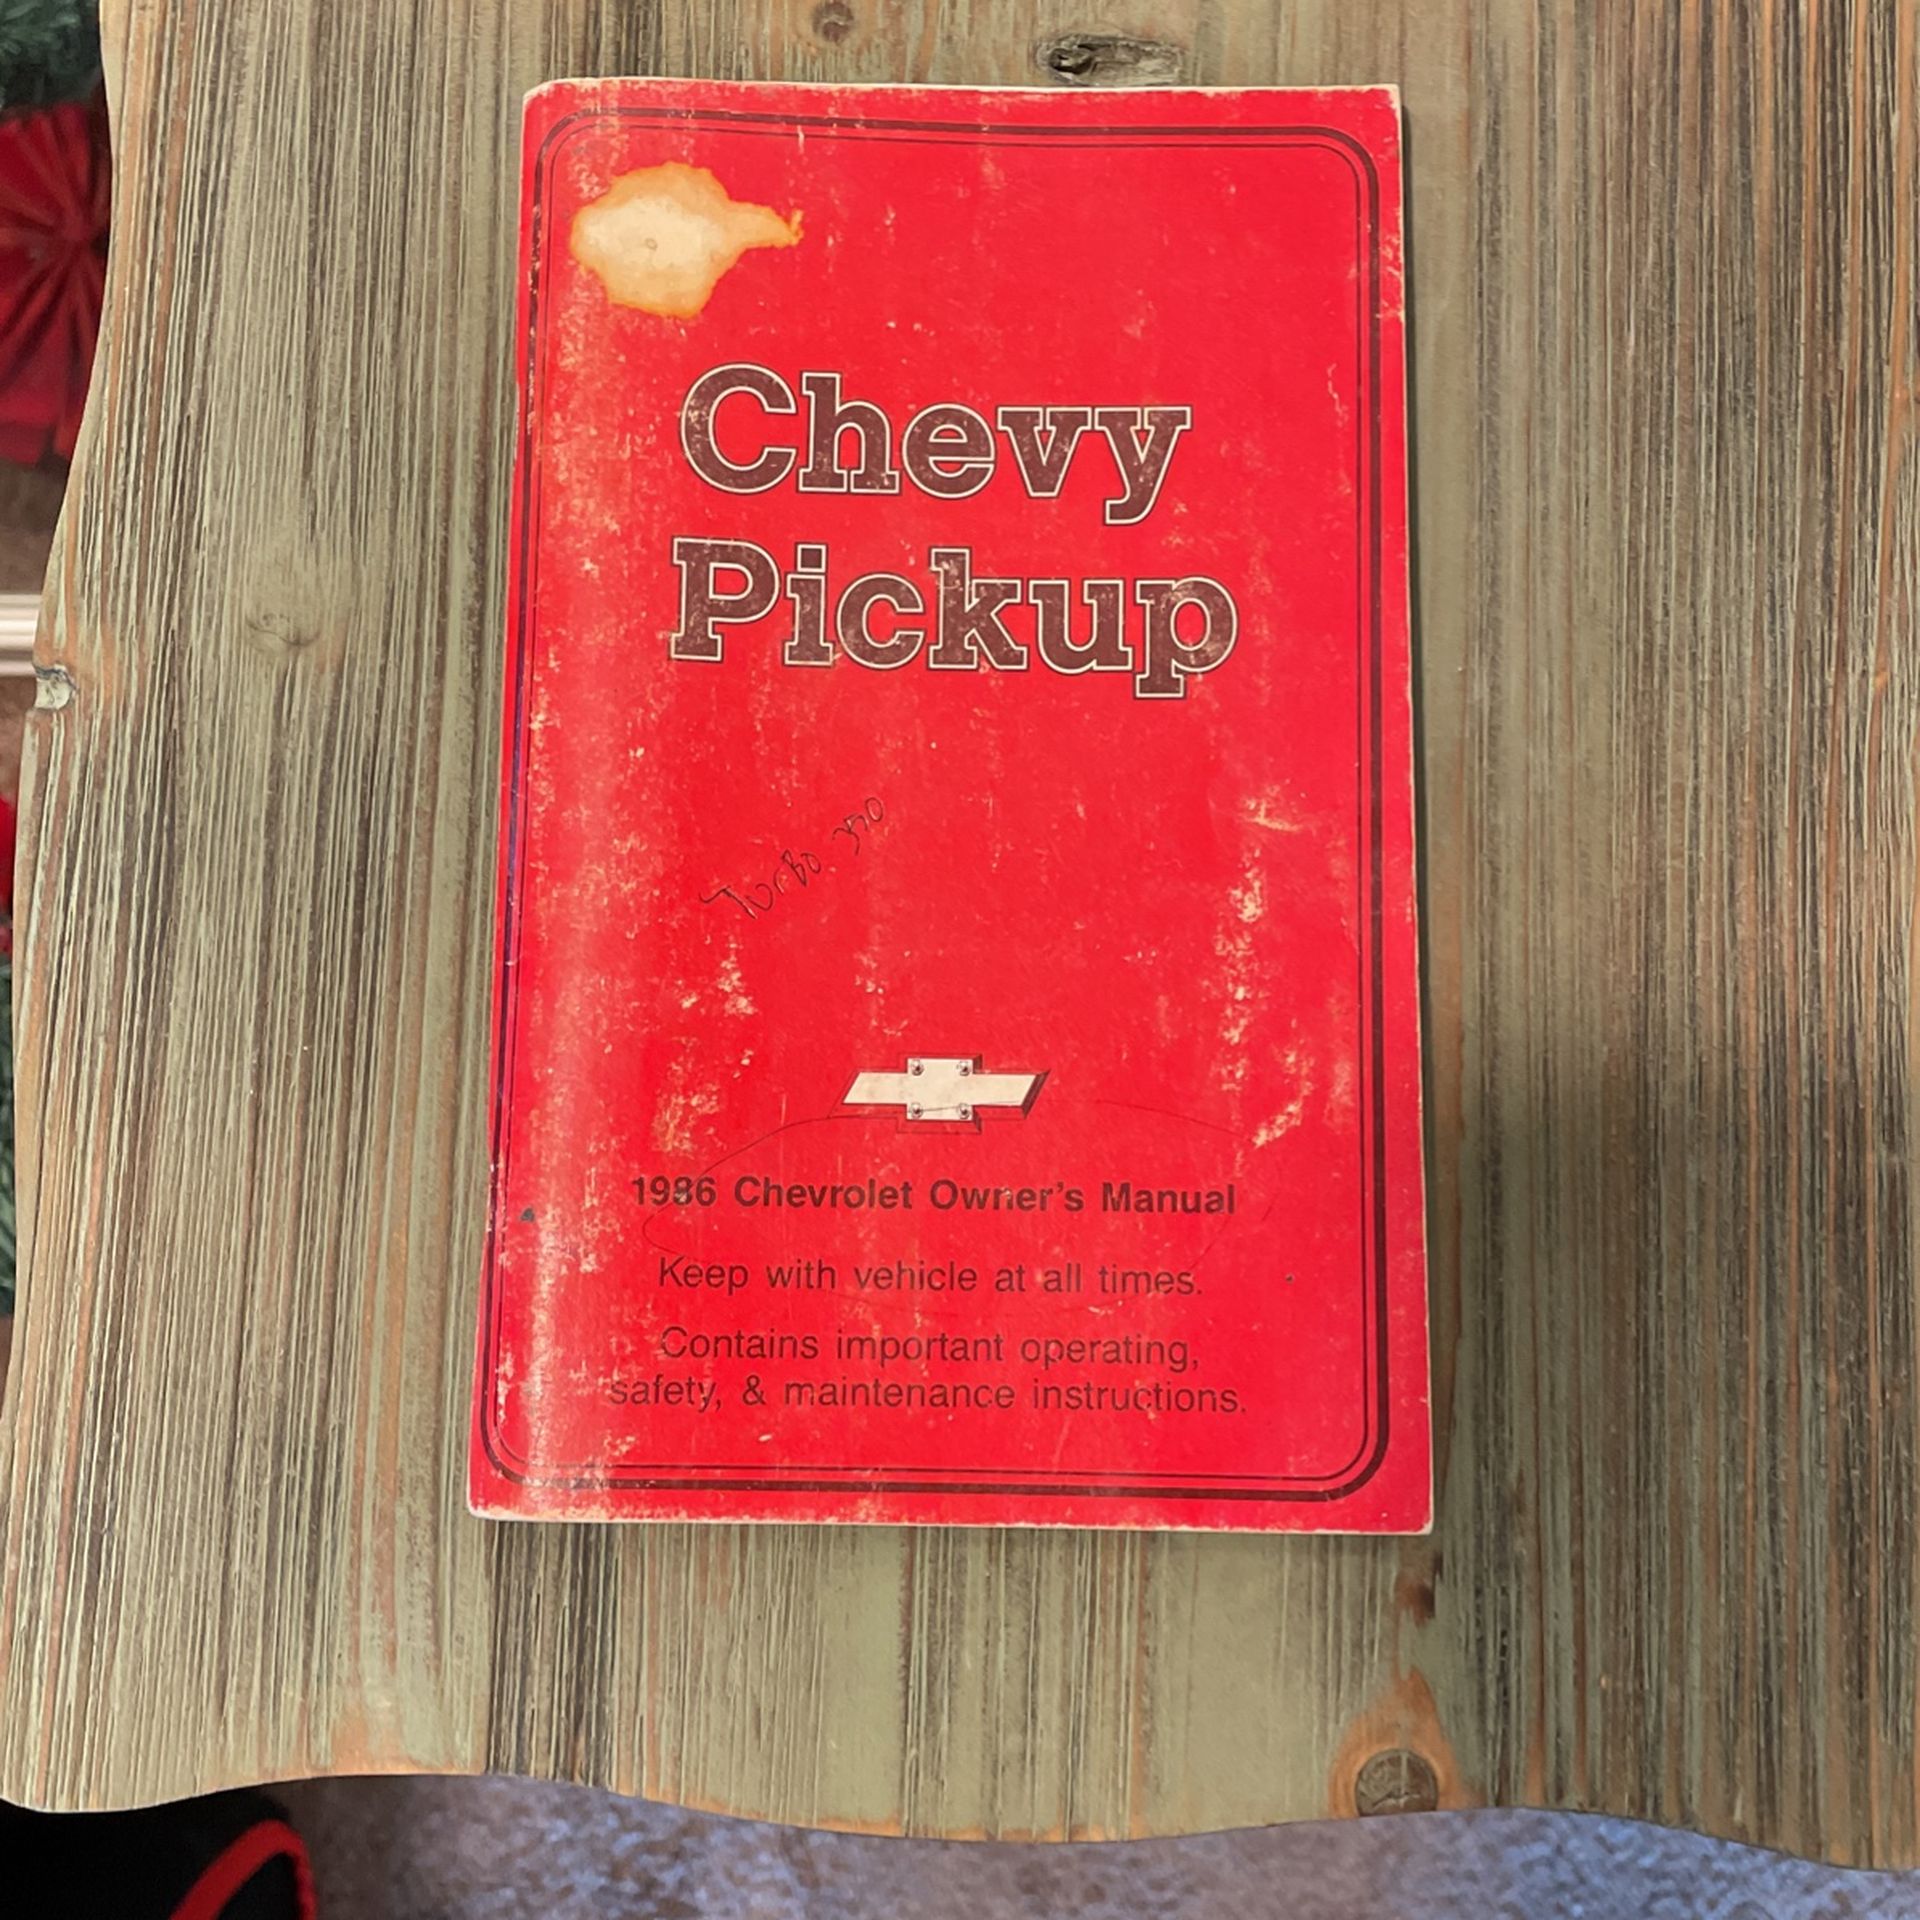 Chevy
Pickup
TurBo 350
1986 Chevrolet Owner's Manual
Keep with vehicle at all times.
Contains important operating,
safety, & maintenance instructions.